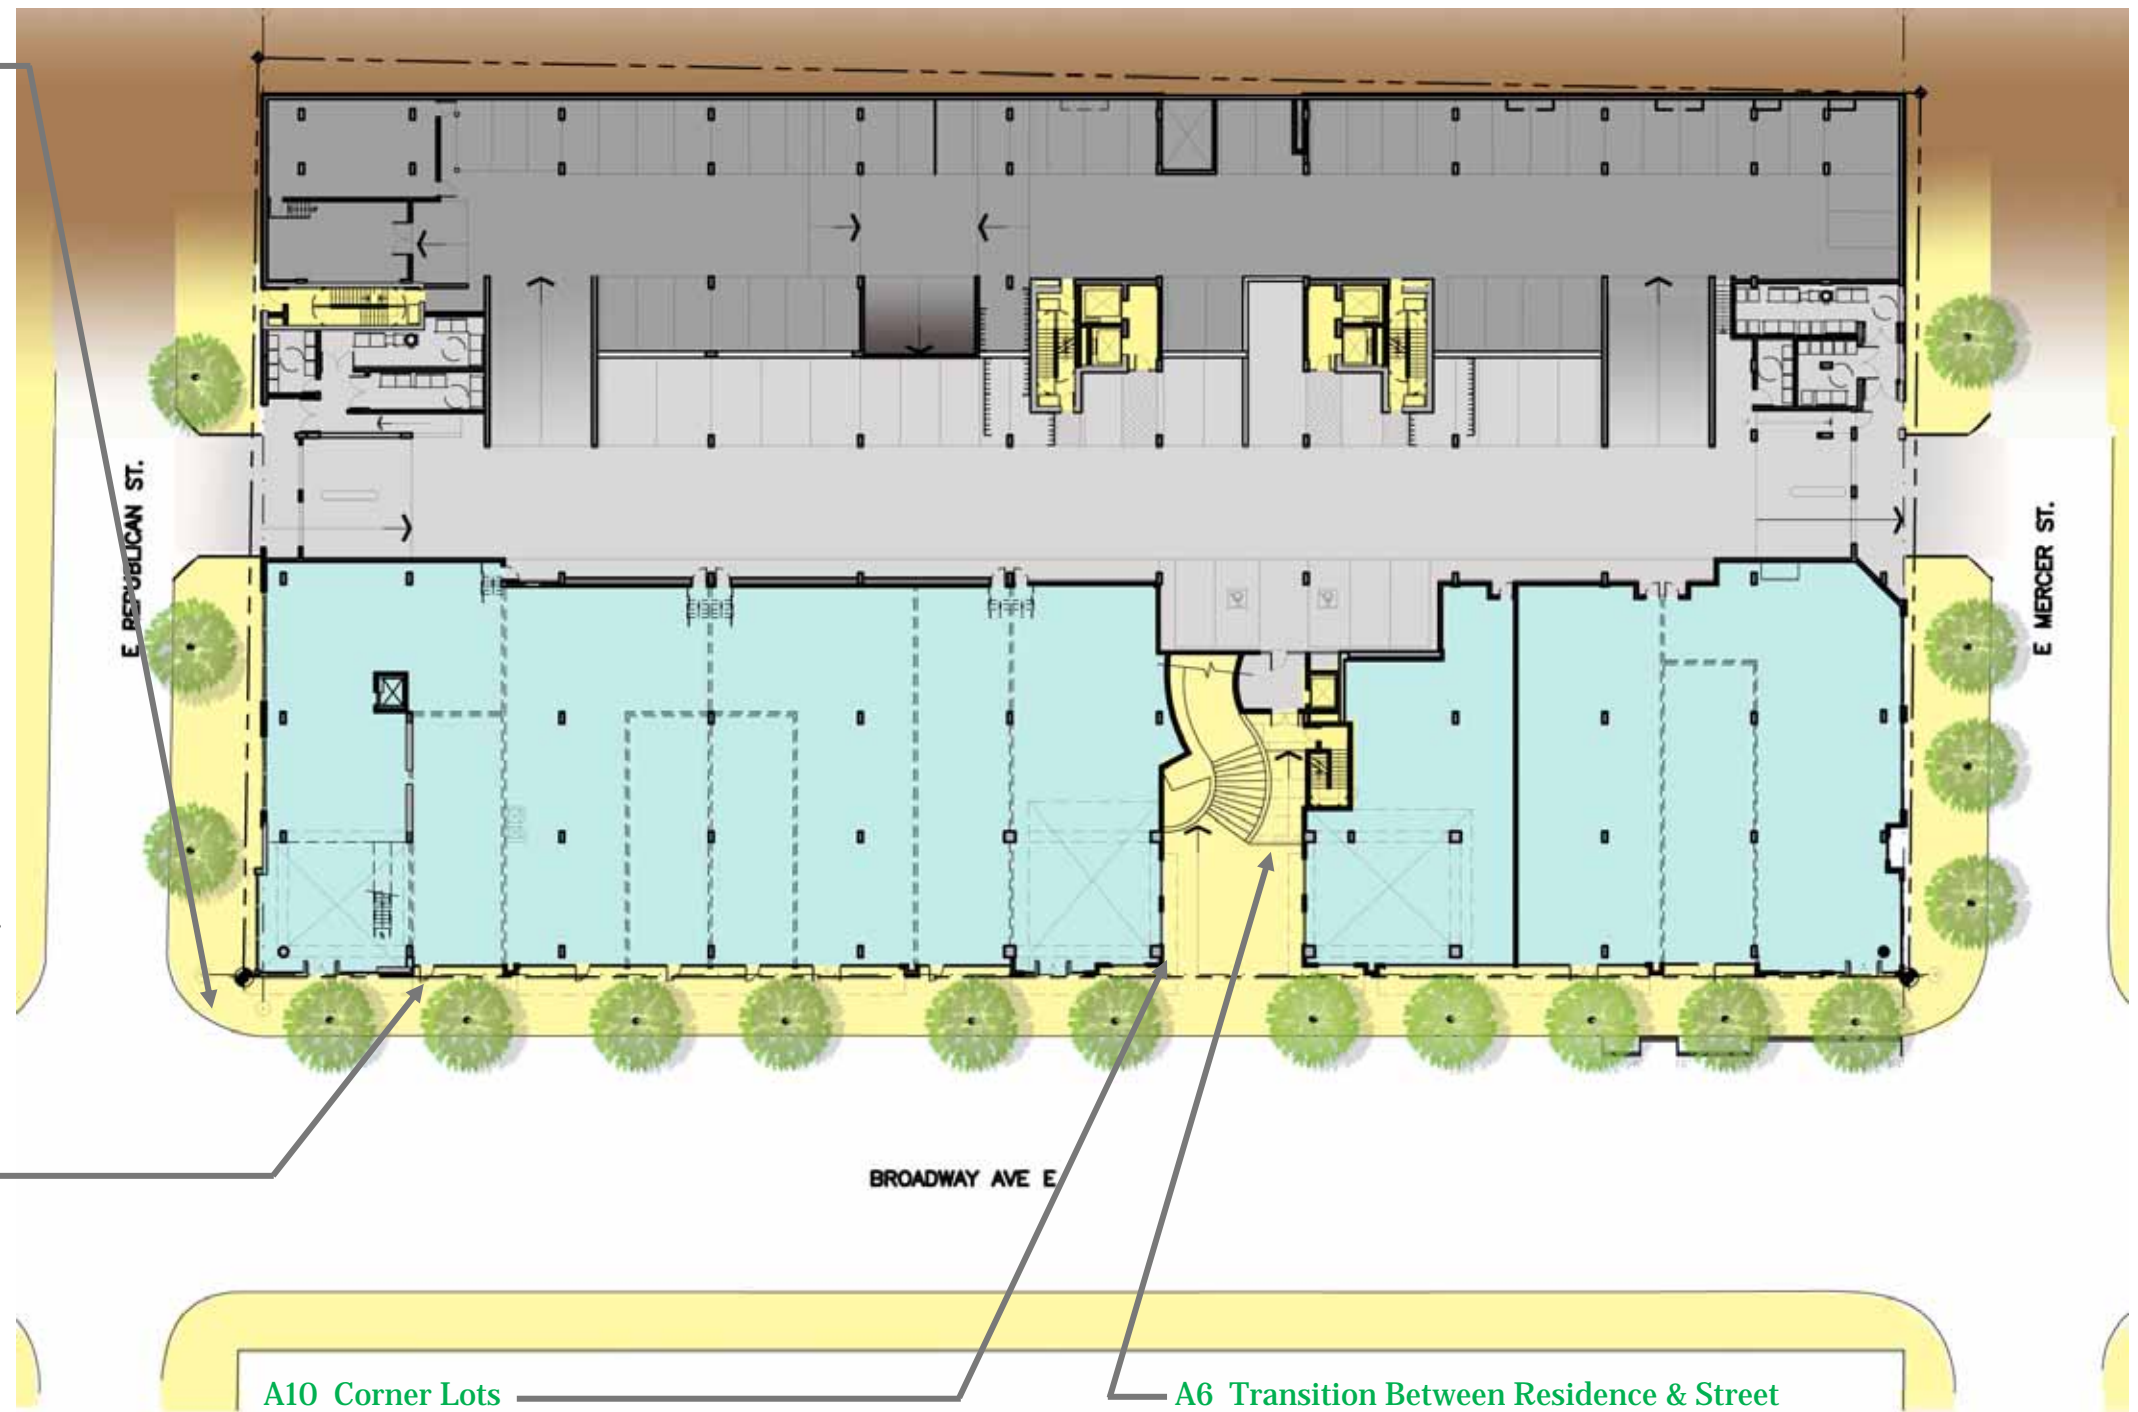 E REPUBLICAN ST.
E MERCER ST.
BROADWAY AVE E
A10 Corner Lots
A6 Transition Between Residence & Street